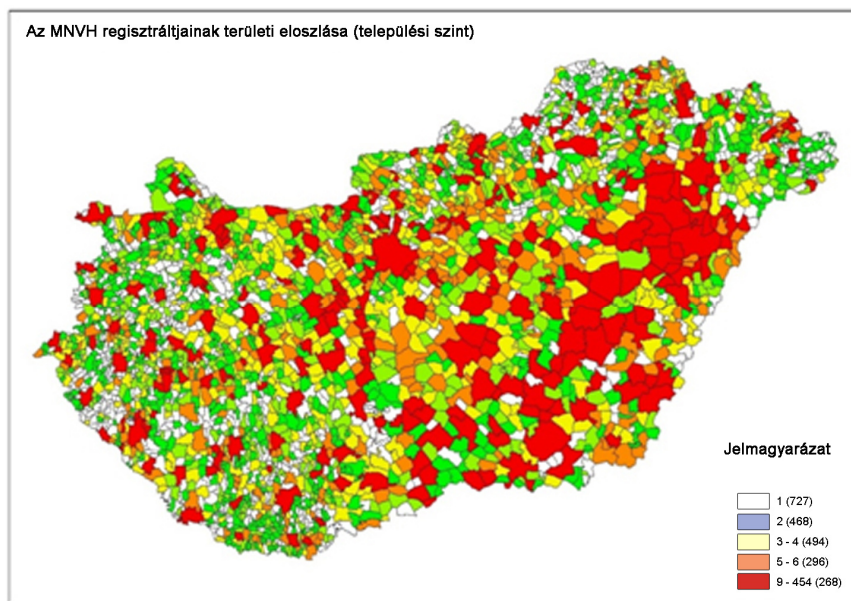 Az MNVH regisztráltjainak területi eloszlása (települési szint)
Jelmagyarázat
1 (727)
2 (468)
3 - 4 (494)
5 - 6 (296)
9 - 454 (268)